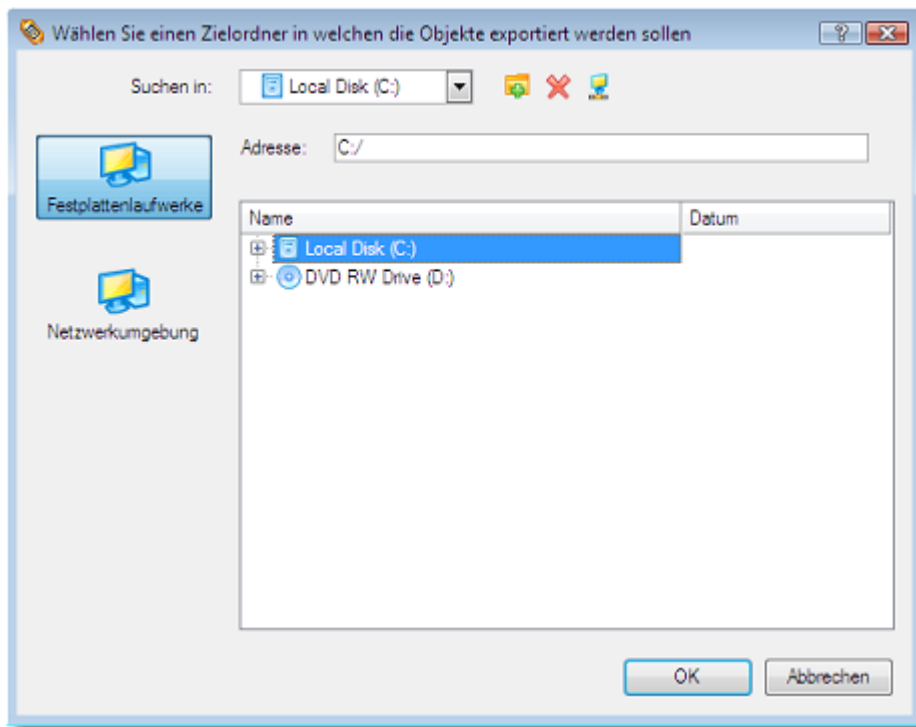 Wählen Sie einen Zielordner in welchen die Objekte exportiert werden sollen
Suchen in: Local Disk (C:)
Adresse: C:/
Festplattenlaufwerke
Netzwerkumgebung
Name Datum
Local Disk (C:)
DVD RW Drive (D:)
OK Abbrechen